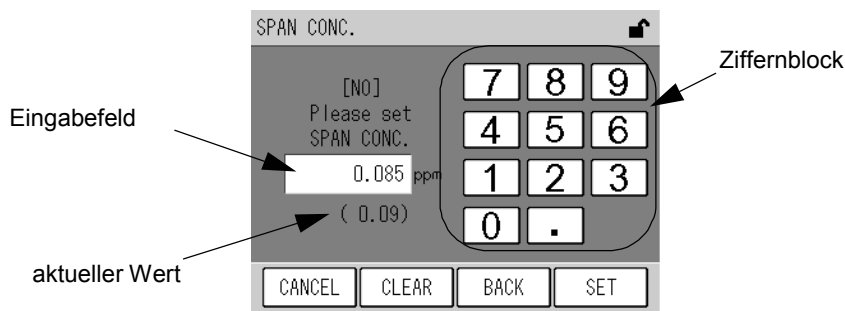 SPAN CONC.
Ziffernblock
[NO]
Please set
SPAN CONC.
Eingabefeld
0.085 ppm
( 0.09)
aktueller Wert
7 8 9
4 5 6
1 2 3
0 .
CANCEL CLEAR BACK SET